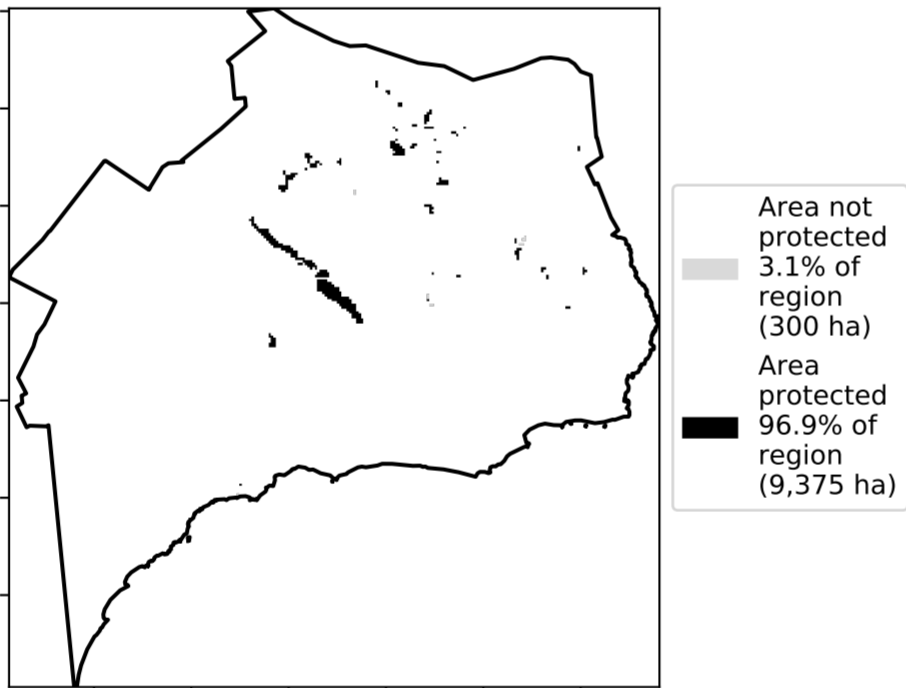 Area not
protected
3.1% of
region
(300 ha)
Area
protected
96.9% of
region
(9,375 ha)